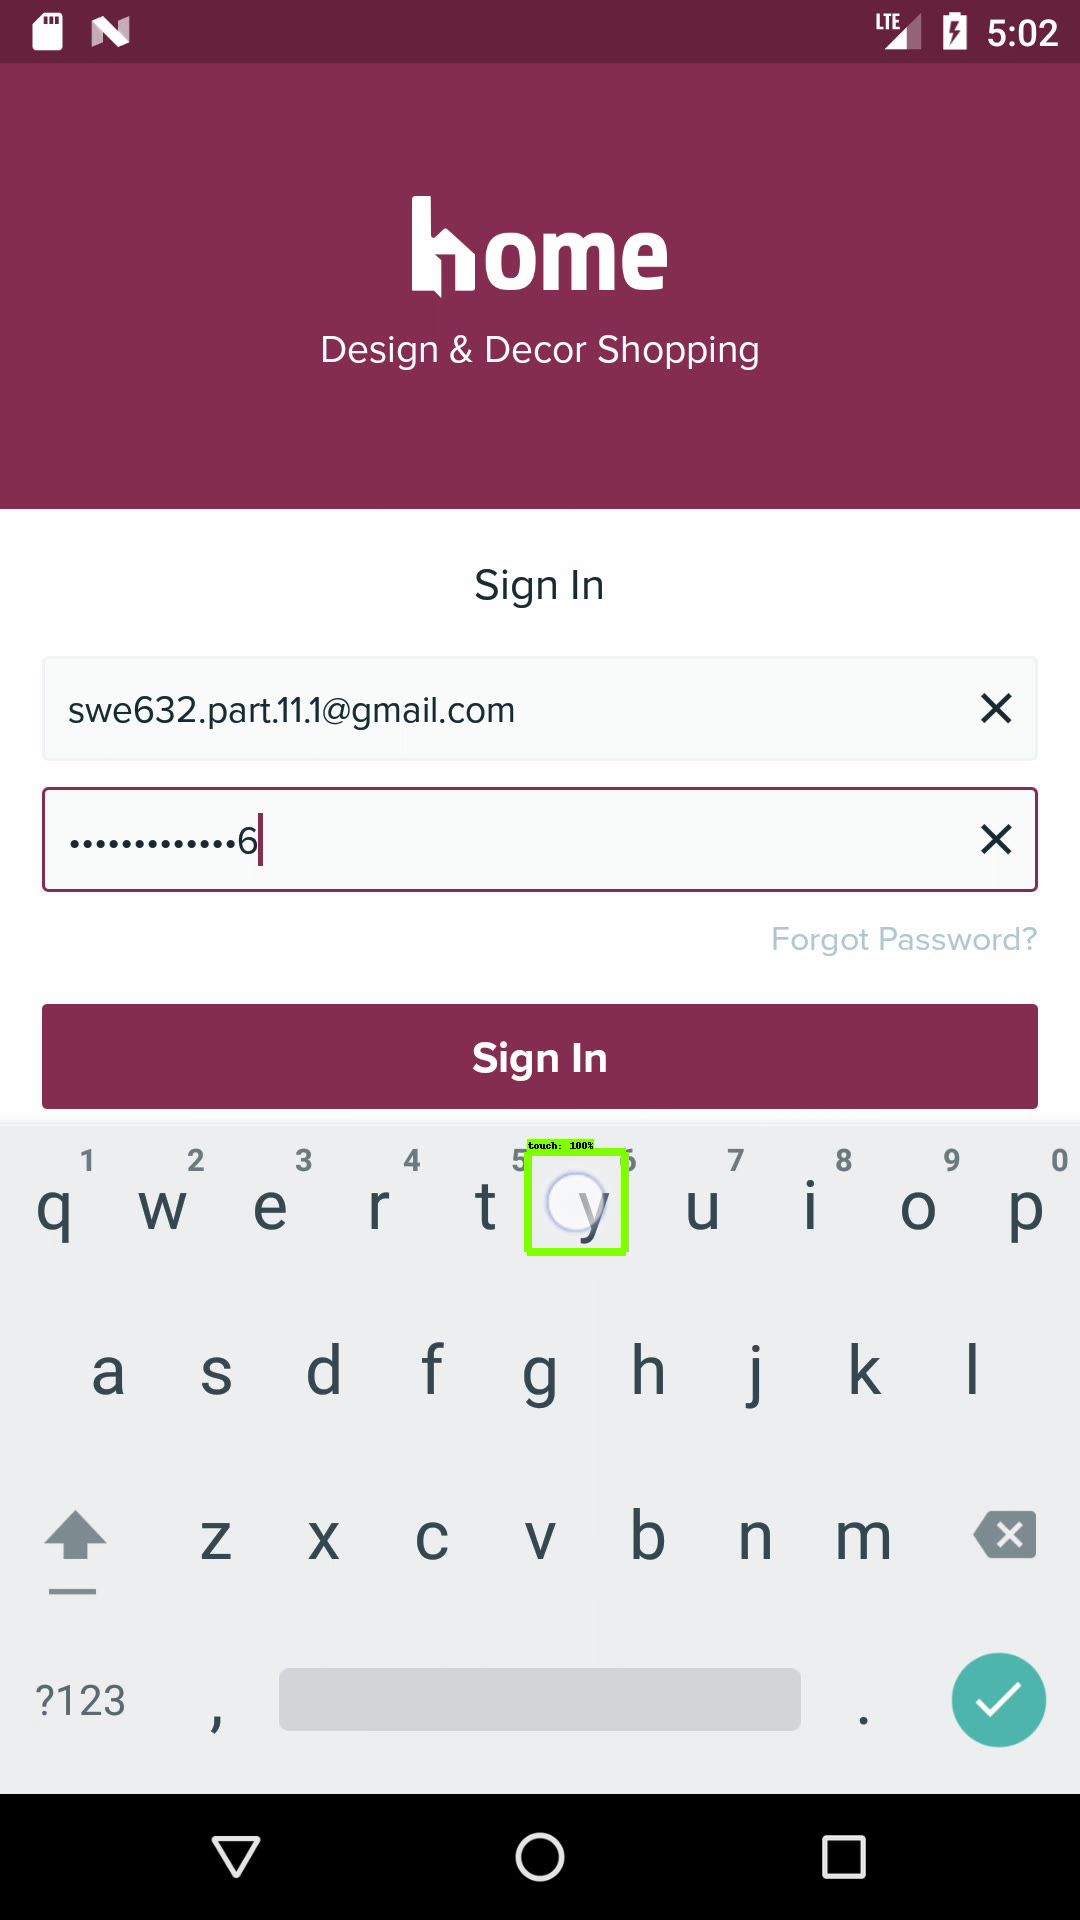 LTE 5:02
home
Design & Decor Shopping
Sign In
swe632.part.11.1@gmail.com
•••••••••••••6
Forgot Password?
Sign In
touch: 100%
1 2 3 4 5 6 7 8 9 0
q w e r t y u i o p
a s d f g h j k l
z x c v b n m
?123 , .